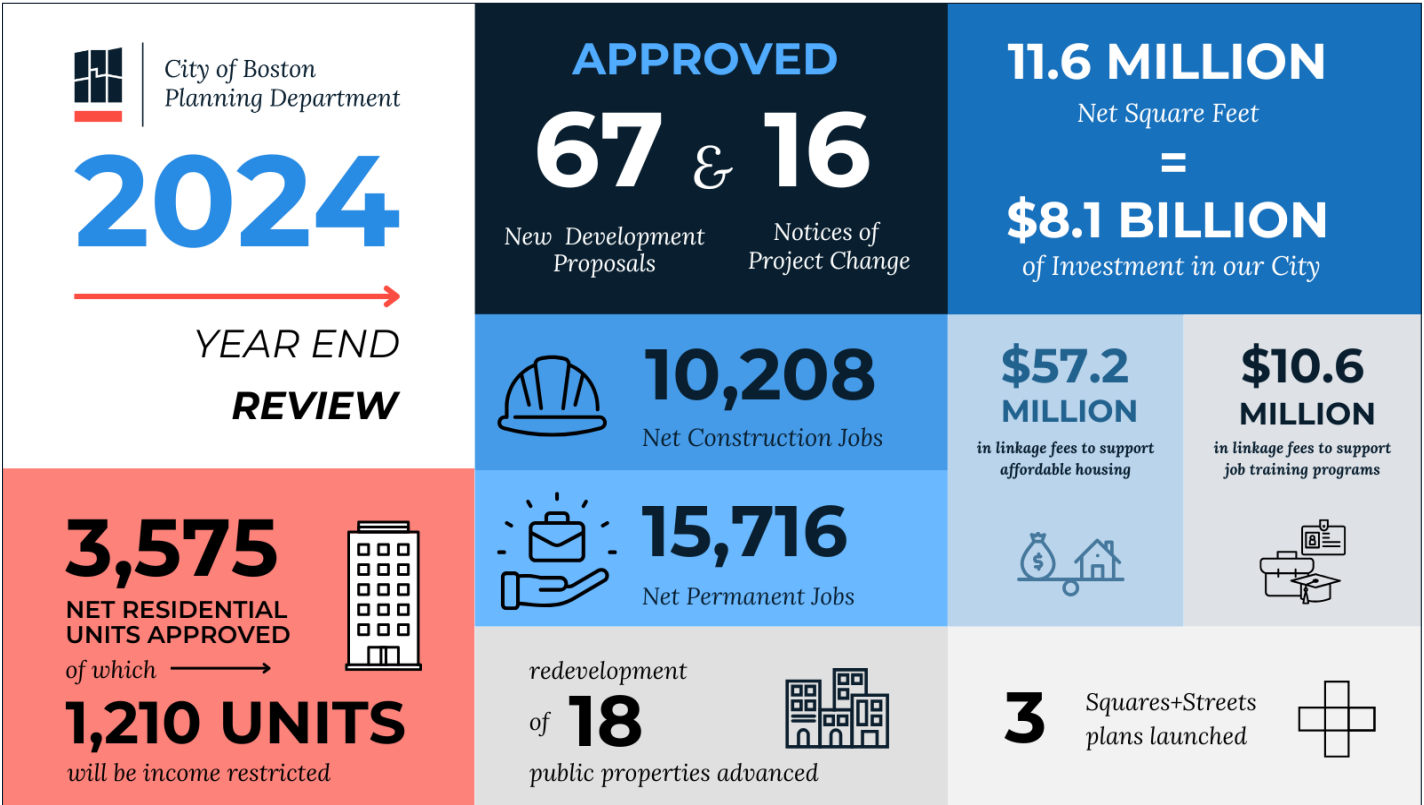 City of Boston
Planning Department
2024
YEAR END
REVIEW
3,575
NET RESIDENTIAL
UNITS APPROVED
of which
1,210 UNITS
will be income restricted
APPROVED
67 & 16
New Development
Proposals
Notices of
Project Change
10,208
Net Construction Jobs
15,716
Net Permanent Jobs
redevelopment
of 18
public properties advanced
11.6 MILLION
Net Square Feet
=
$8.1 BILLION
of Investment in our City
$57.2
MILLION
in linkage fees to support
affordable housing
$10.6
MILLION
in linkage fees to support
job training programs
3
Squares+Streets
plans launched